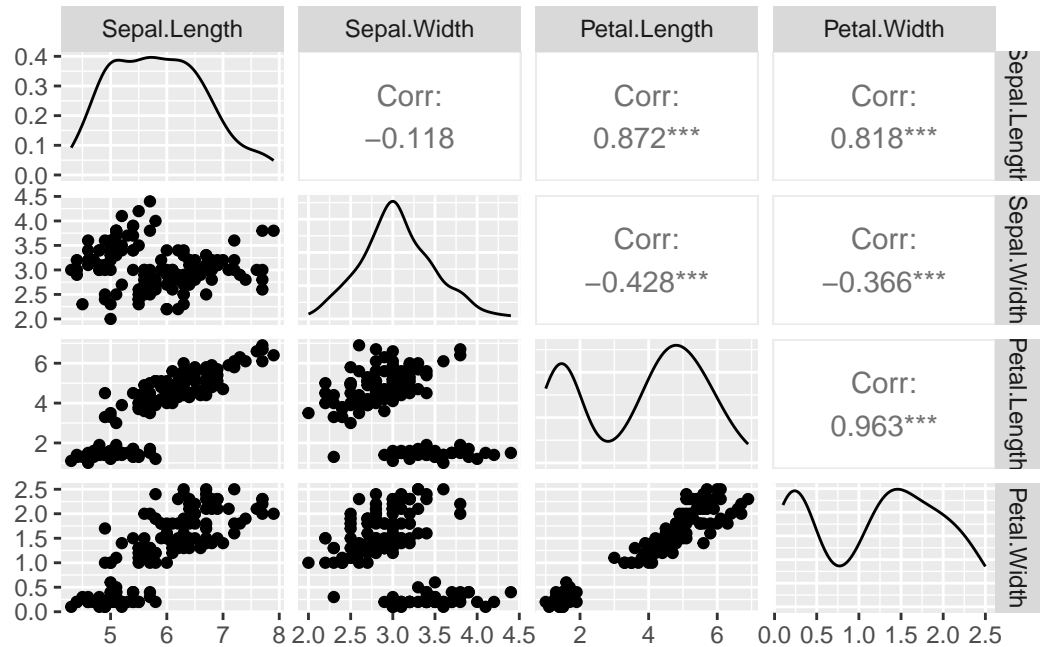 Sepal.Length Sepal.Width Petal.Length Petal.Width
0.4
0.3
0.2
0.1
0.0
Corr:
−0.118
Corr:
0.872***
Corr:
0.818***
Sepal.Length
4.5
4.0
3.5
3.0
2.5
2.0
Corr:
−0.428***
Corr:
−0.366***
Sepal.Width
6
4
2
Corr:
0.963***
Petal.Length
2.5
2.0
1.5
1.0
0.5
0.0
Petal.Width
5 6 7 8 2.0 2.5 3.0 3.5 4.0 4.5 2 4 6 0.0 0.5 1.0 1.5 2.0 2.5